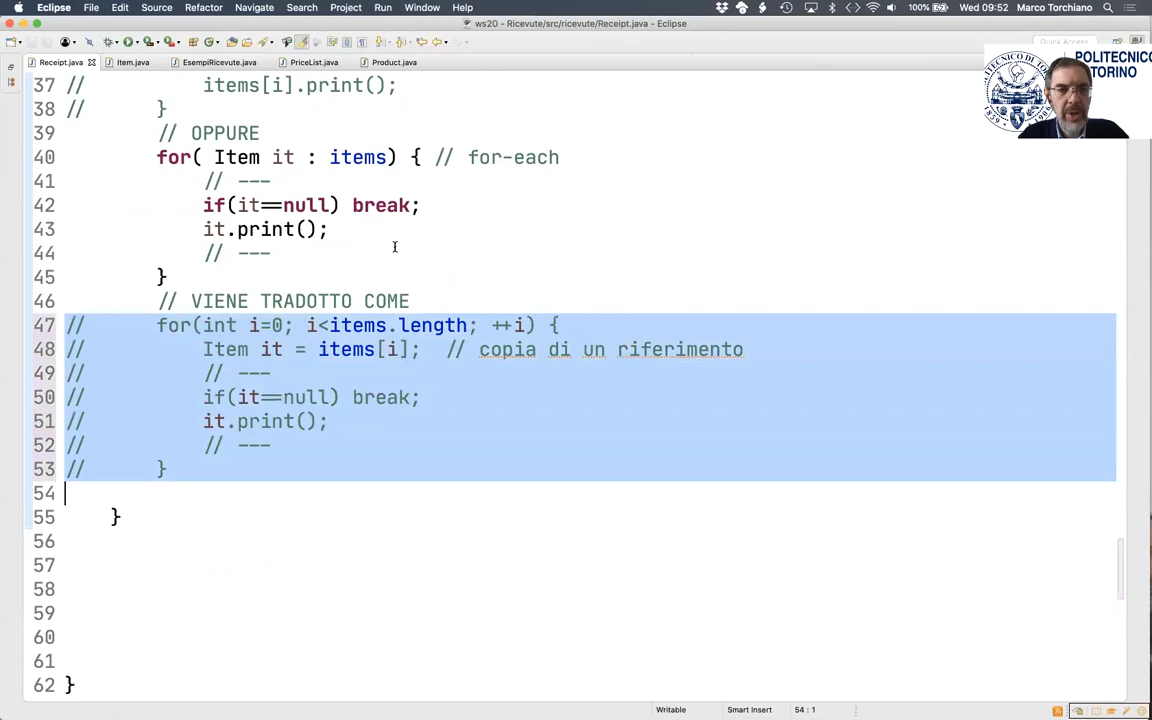 Eclipse File Edit Source Refactor Navigate Search Project Run Window Help 100% Wed 09:52 Marco Torchiano
ws20 - Ricevute/src/ricevute/Receipt.java - Eclipse
Quick Access
Receipt.java Item.java EsempiRicevute.java PriceList.java Product.java
POLITECNICO
DI TORINO
37 // items[i].print();
38 // }
39 // OPPURE
40 for( Item it : items) { // for-each
41 // ---
42 if(it==null) break;
43 it.print();
44 // ---
45 }
46 // VIENE TRADOTTO COME
47 // for(int i=0; i<items.length; ++i) {
48 // Item it = items[i]; // copia di un riferimento
49 // // ---
50 // if(it==null) break;
51 // it.print();
52 // // ---
53 // }
54
55 }
56
57
58
59
60
61
62 }
Writable Smart Insert 54 : 1